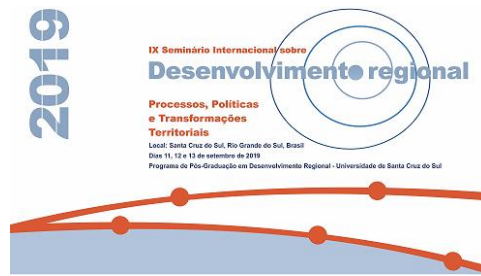 2019
IX Seminário Internacional sobre
Desenvolvimento regional
Processos, Políticas
e Transformações
Territoriais
Local: Santa Cruz do Sul, Rio Grande do Sul, Brasil
Dias 11, 12 e 13 de setembro de 2019
Programa de Pós-Graduação em Desenvolvimento Regional - Universidade de Santa Cruz do Sul